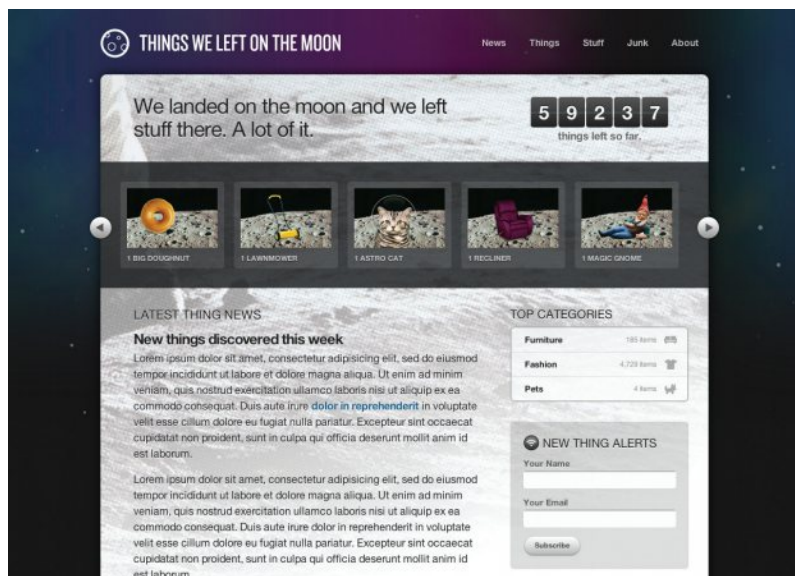 THINGS WE LEFT ON THE MOON
News Things Stuff Junk About
We landed on the moon and we left
stuff there. A lot of it.
59237
things left so far.
1 BIG DOUGHNUT
1 LAWNMOWER
1 ASTRO CAT
1 RECLINER
1 MAGIC GNOME
LATEST THING NEWS
New things discovered this week
Lorem ipsum dolor sit amet, consectetur adipisicing elit, sed do eiusmod
tempor incididunt ut labore et dolore magna aliqua. Ut enim ad minim
veniam, quis nostrud exercitation ullamco laboris nisi ut aliquip ex ea
commodo consequat. Duis aute irure dolor in reprehenderit in voluptate
velit esse cillum dolore eu fugiat nulla pariatur. Excepteur sint occaecat
cupidatat non proident, sunt in culpa qui officia deserunt mollit anim id
est laborum.
Lorem ipsum dolor sit amet, consectetur adipisicing elit, sed do eiusmod
tempor incididunt ut labore et dolore magna aliqua. Ut enim ad minim
veniam, quis nostrud exercitation ullamco laboris nisi ut aliquip ex ea
commodo consequat. Duis aute irure dolor in reprehenderit in voluptate
velit esse cillum dolore eu fugiat nulla pariatur. Excepteur sint occaecat
cupidatat non proident, sunt in culpa qui officia deserunt mollit anim id
est laborum.
TOP CATEGORIES
Furniture 185 items
Fashion 4,229 items
Pets 4 items
NEW THING ALERTS
Your Name
Your Email
Subscribe